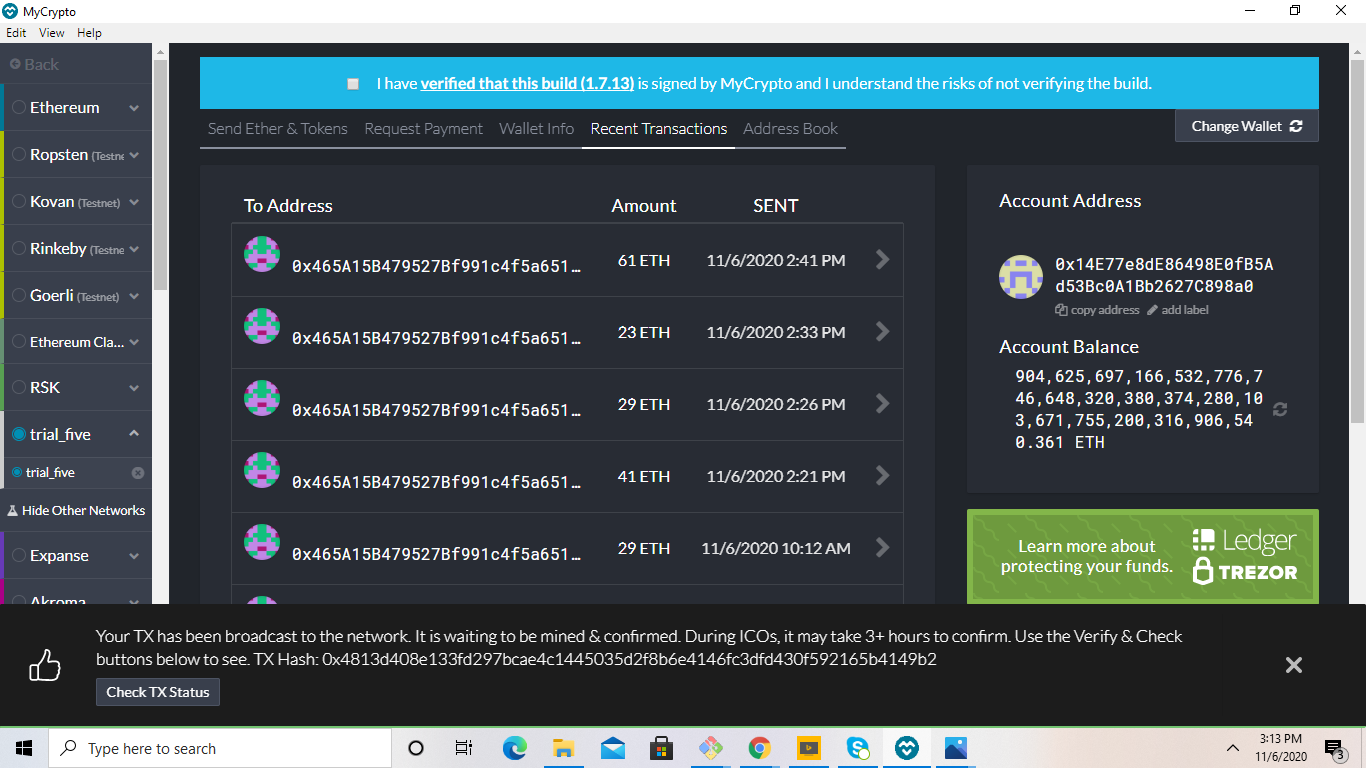 MyCrypto
Edit View Help
Back
Ethereum
Ropsten (Testne
Kovan (Testnet)
Rinkeby (Testne
Goerli (Testnet)
Ethereum Cla...
RSK
trial_five
trial_five
Hide Other Networks
Expanse
Akroma
I have verified that this build (1.7.13) is signed by MyCrypto and I understand the risks of not verifying the build.
Send Ether & Tokens Request Payment Wallet Info Recent Transactions Address Book
Change Wallet
To Address Amount SENT
0x465A15B479527Bf991c4f5a651... 61 ETH 11/6/2020 2:41 PM
0x465A15B479527Bf991c4f5a651... 23 ETH 11/6/2020 2:33 PM
0x465A15B479527Bf991c4f5a651... 29 ETH 11/6/2020 2:26 PM
0x465A15B479527Bf991c4f5a651... 41 ETH 11/6/2020 2:21 PM
0x465A15B479527Bf991c4f5a651... 29 ETH 11/6/2020 10:12 AM
Account Address
0x14E77e8dE86498E0fB5A
d53Bc0A1Bb2627C898a0
copy address add label
Account Balance
904,625,697,166,532,776,7
46,648,320,380,374,280,10
3,671,755,200,316,906,54
0.361 ETH
Learn more about
protecting your funds.
Ledger
TREZOR
Your TX has been broadcast to the network. It is waiting to be mined & confirmed. During ICOs, it may take 3+ hours to confirm. Use the Verify & Check
buttons below to see. TX Hash: 0x4813d408e133fd297bcae4c1445035d2f8b6e4146fc3dfd430f592165b4149b2
Check TX Status
Type here to search
3:13 PM
11/6/2020
3